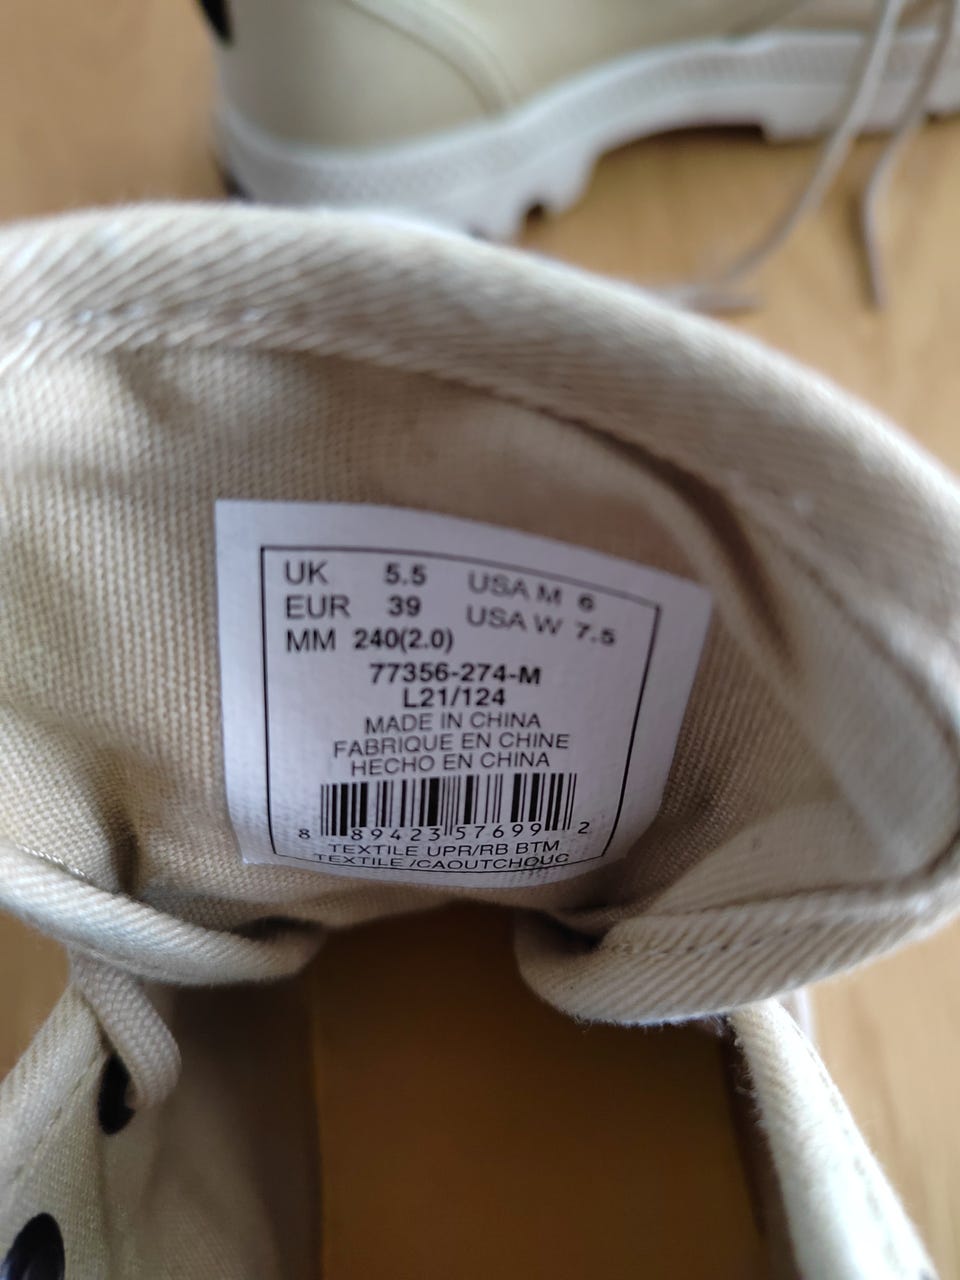 UK 5.5 USA M 6
EUR 39 USA W 7.5
MM 240(2.0)
77356-274-M
L21/124
MADE IN CHINA
FABRIQUE EN CHINE
HECHO EN CHINA
8 89423 57699 2
TEXTILE UPR/RB BTM
TEXTILE /CAOUTCHOUC